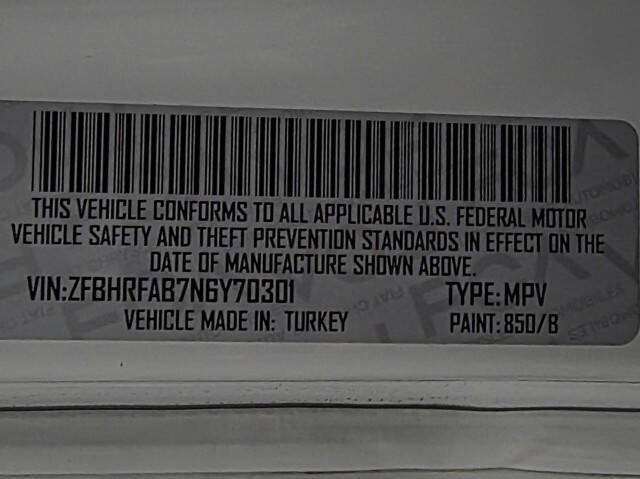 THIS VEHICLE CONFORMS TO ALL APPLICABLE U.S. FEDERAL MOTOR
VEHICLE SAFETY AND THEFT PREVENTION STANDARDS IN EFFECT ON THE
DATE OF MANUFACTURE SHOWN ABOVE.
VIN:ZFBHRFAB7N6Y70301 TYPE:MPV
VEHICLE MADE IN: TURKEY PAINT:850/B